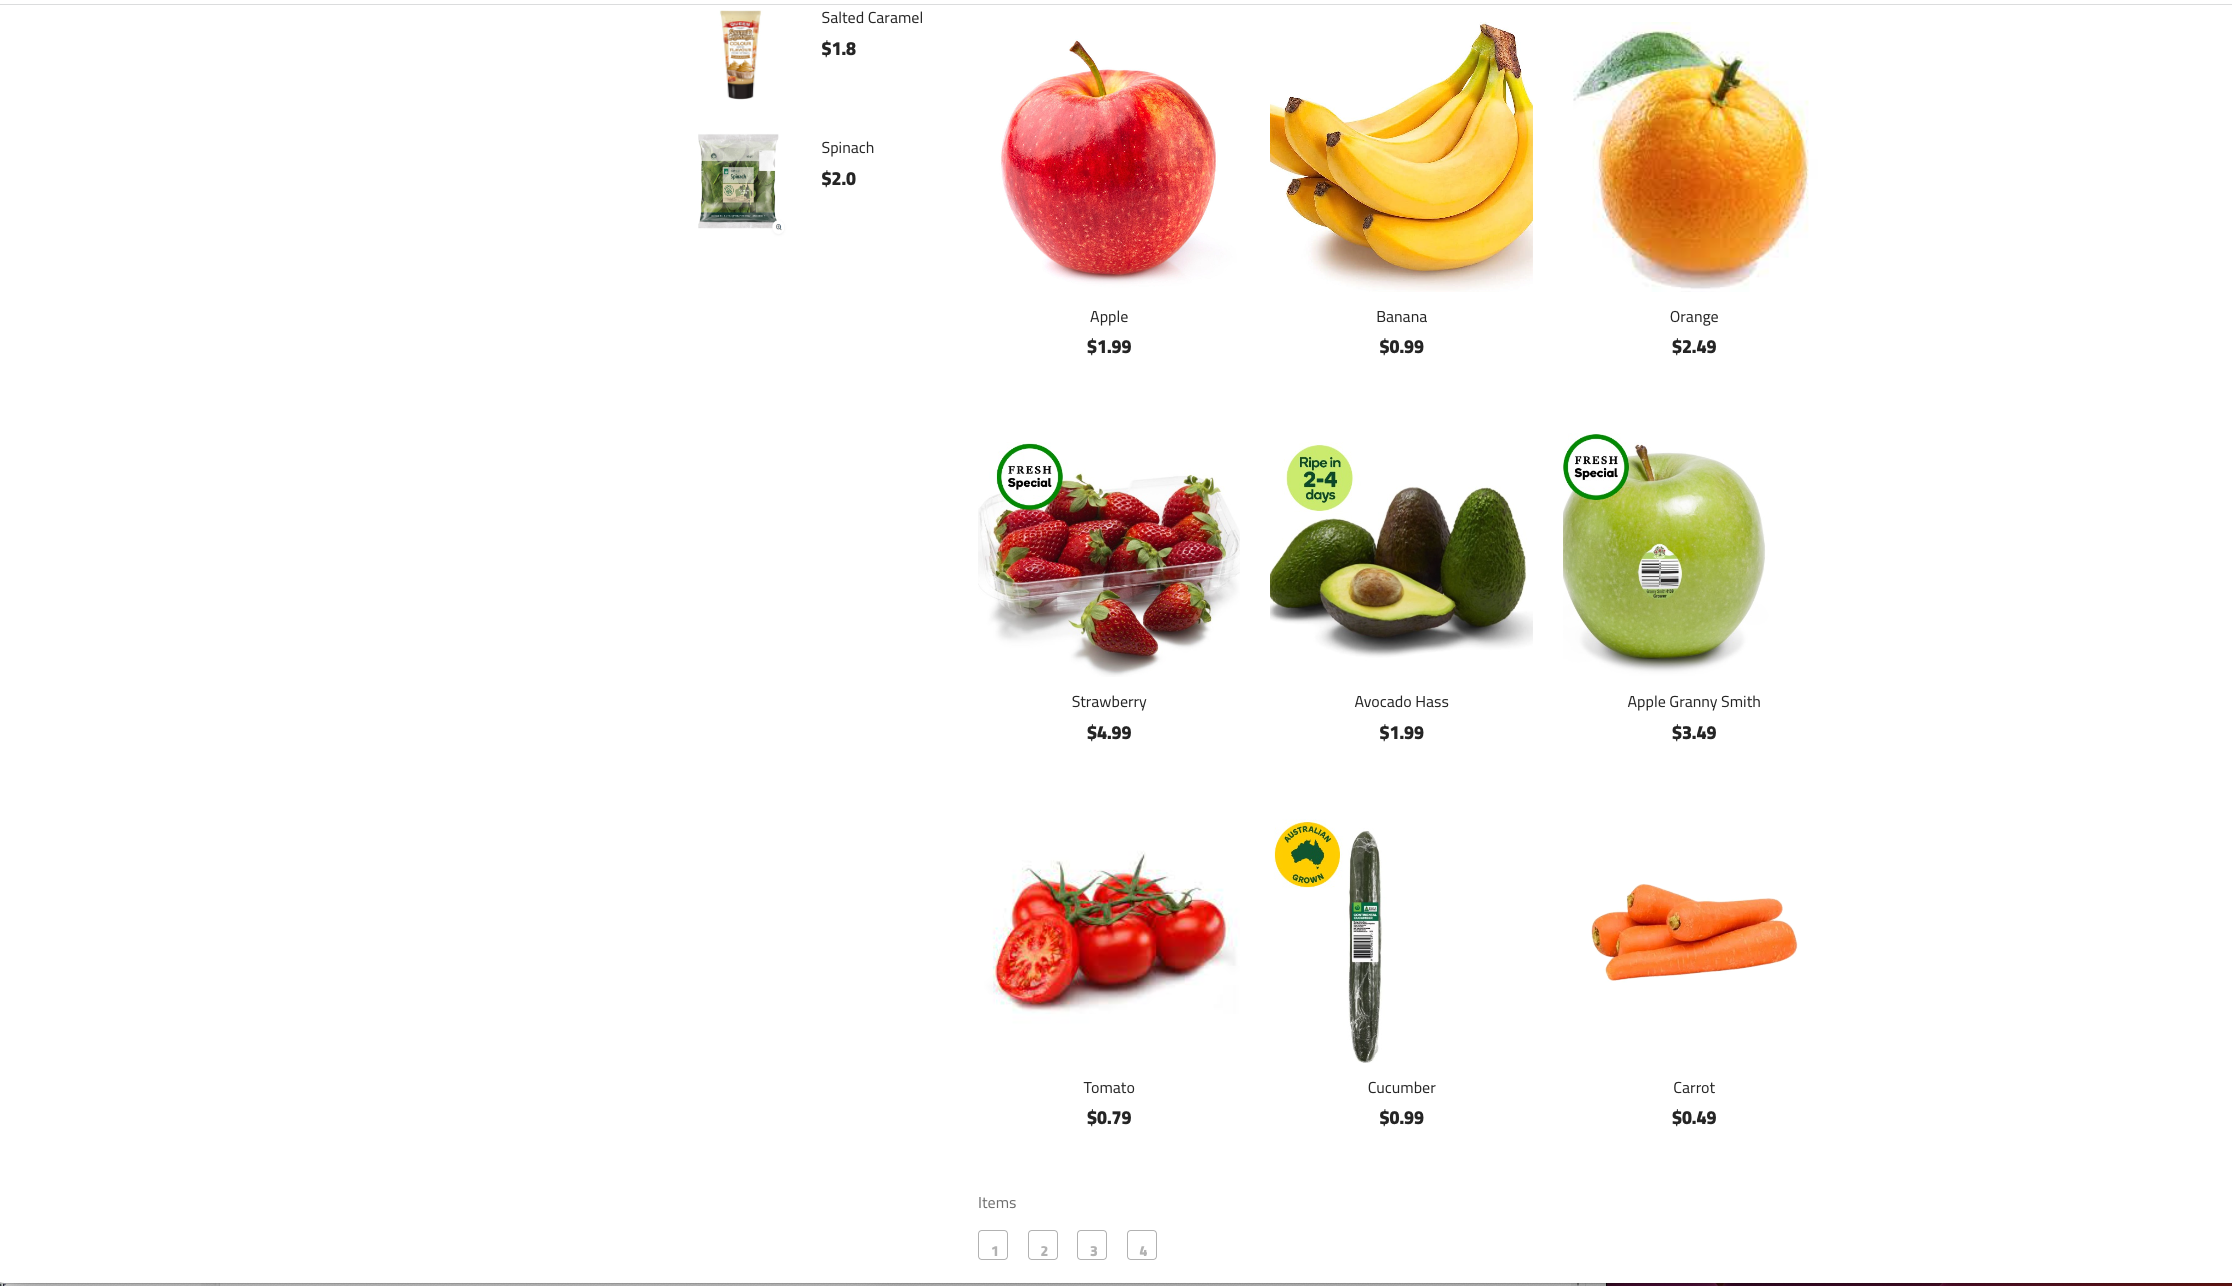 Salted Caramel
$1.8
Spinach
$2.0
Apple
$1.99
Banana
$0.99
Orange
$2.49
FRESH
Special
Strawberry
$4.99
Ripe in
2-4
days
Avocado Hass
$1.99
FRESH
Special
Apple Granny Smith
$3.49
Tomato
$0.79
AUSTRALIAN
GROWN
Cucumber
$0.99
Carrot
$0.49
Items
1 2 3 4